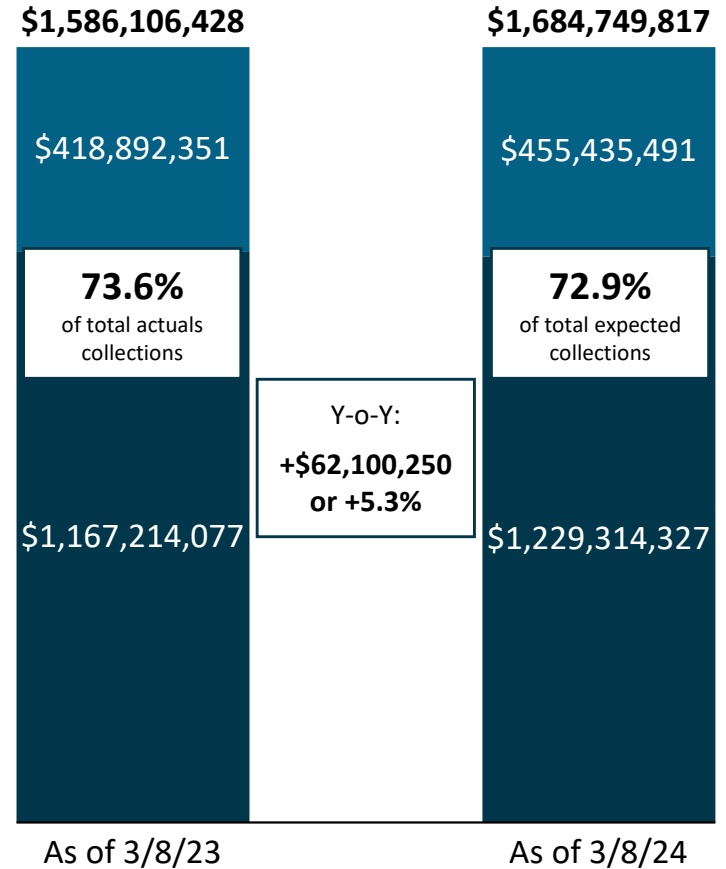 $1,586,106,428
$1,684,749,817
$418,892,351
$455,435,491
73.6%
of total actuals
collections
72.9%
of total expected
collections
Y-o-Y:
+$62,100,250
or +5.3%
$1,167,214,077
$1,229,314,327
As of 3/8/23
As of 3/8/24